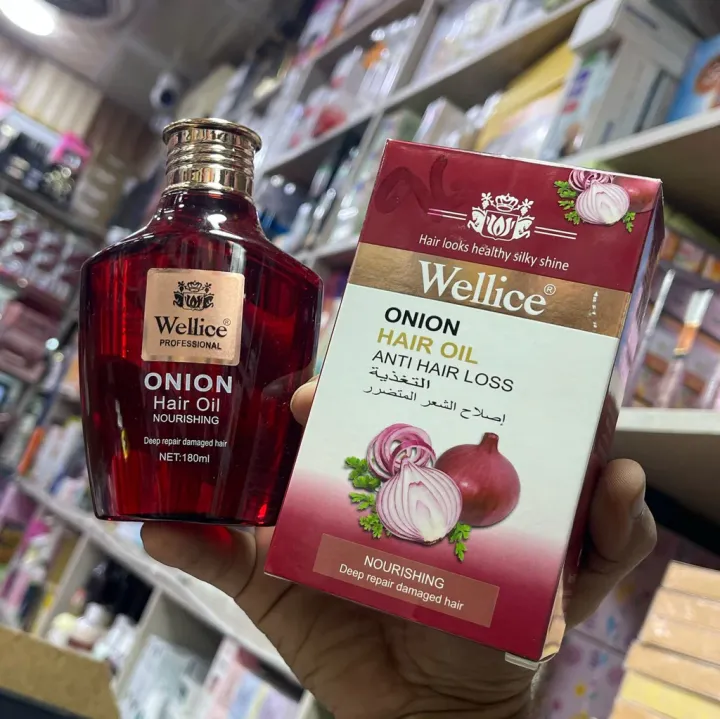 Wellice®
PROFESSIONAL
ONION
Hair Oil
NOURISHING
Deep repair damaged hair
NET:180ml
Hair looks healthy silky shine
Wellice®
ONION
HAIR OIL
ANTI HAIR LOSS
التغذية
إصلاح الشعر المتضرر
NOURISHING
Deep repair damaged hair